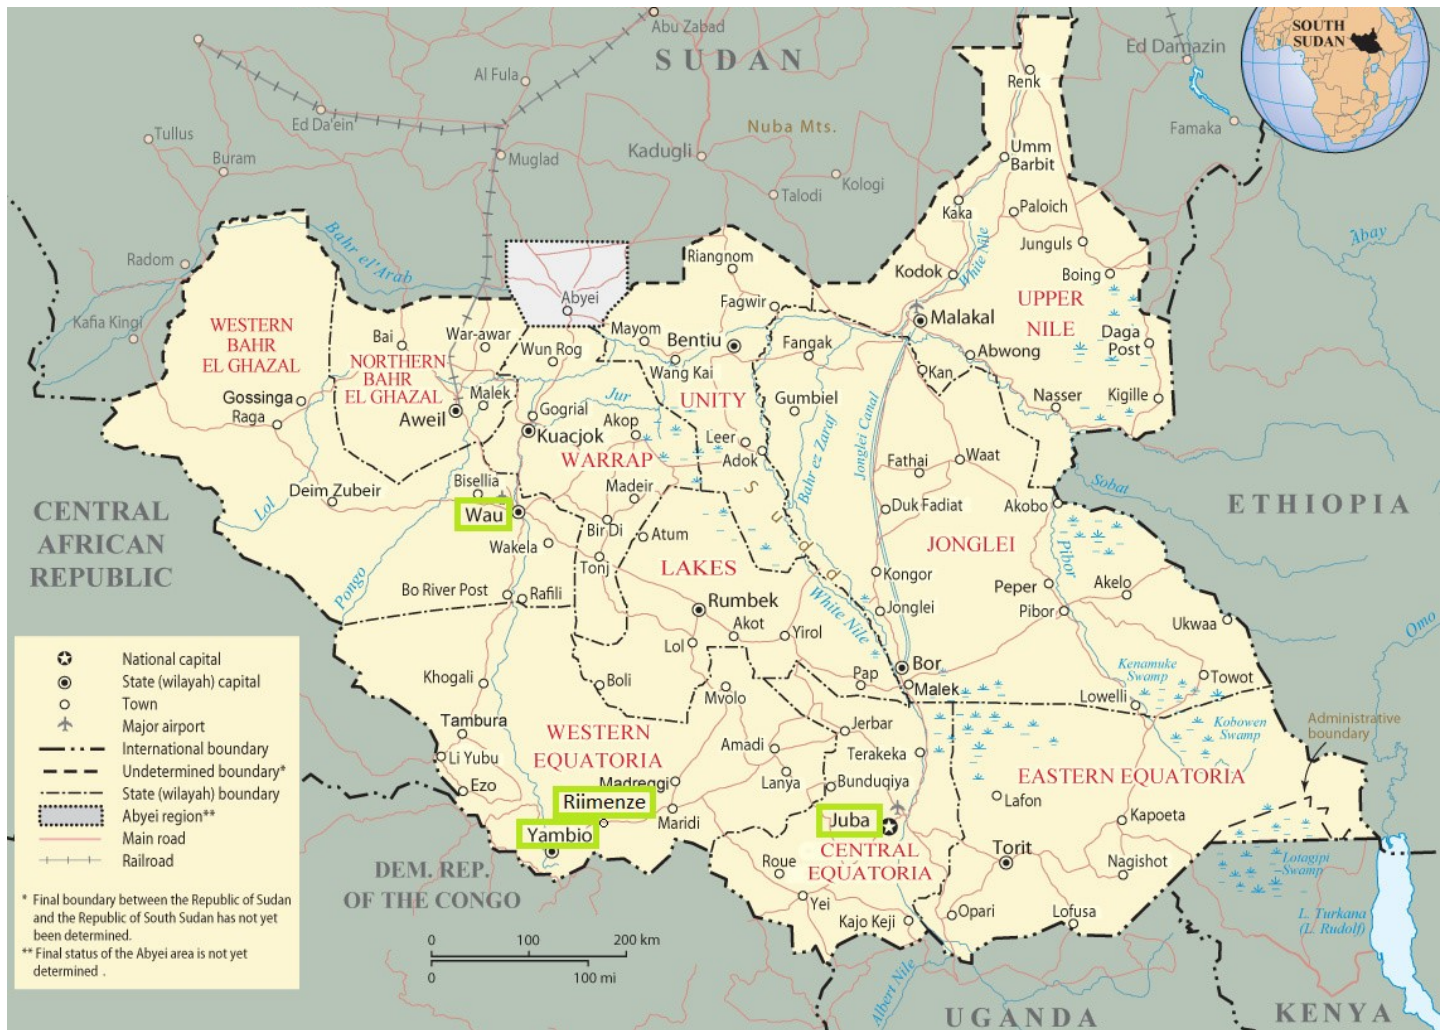 SOUTH
SUDAN
Abu Zabad
SUDAN
Ed Damazin
Al Fula
Renk
Ed Da'ein
Nuba Mts.
Famaka
Tullus
Buram
Muglad
Kadugli
Umm
Barbit
Talodi
Kologi
Kaka
Paloich
White Nile
Abay
Radom
Bahr el'Arab
Riangnom
Junguls
Kodok
Boing
Abyei
Fagwir
UPPER
NILE
Kafia Kingi
WESTERN
BAHR
EL GHAZAL
Bai
War-awar
Mayom
Bentiu
Malakal
Daga
Post
NORTHERN
BAHR
EL GHAZAL
Wun Rog
Wang Kai
Fangak
Abwong
Kan
Gossinga
Raga
Malek
Aweil
Gogrial
Jur
UNITY
Gumbiel
Nasser
Kigille
Kuacjok
Akop
Leer
Adok
Bahr ez Zaraf
Jonglei Canal
WARRAP
Fathai
Waat
Sobat
Deim Zubeir
Bisellia
Madeir
Sudd
Duk Fadiat
Akobo
ETHIOPIA
CENTRAL
AFRICAN
REPUBLIC
Lol
Wau
Bir Di
Atum
Wakela
Tonj
LAKES
JONGLEI
Pibor
Pongo
Bo River Post
Rafili
Rumbek
White Nile
Kongor
Peper
Akelo
Jonglei
Pibor
Ukwaa
Omo
Akot
Yirol
Lol
Khogali
Boli
Mvolo
Pap
Bor
Malek
Kenamuke
Swamp
Towot
Lowelli
Kobowen
Swamp
Administrative
boundary
Tambura
WESTERN
EQUATORIA
Jerbar
Amadi
Terakeka
Li Yubu
Lanya
Bunduqiya
EASTERN EQUATORIA
Ezo
Madreggi
Riimenze
Maridi
Yambio
Juba
Lafon
Kapoeta
DEM. REP.
OF THE CONGO
CENTRAL
EQUATORIA
Roue
Torit
Nagishot
Lotagipi
Swamp
Yei
Kajo Keji
Opari
Lofusa
L. Turkana
(L. Rudolf)
Albert Nile
UGANDA
KENYA
National capital
State (wilayah) capital
Town
Major airport
International boundary
Undetermined boundary*
State (wilayah) boundary
Abyei region**
Main road
Railroad
* Final boundary between the Republic of Sudan
and the Republic of South Sudan has not yet
been determined.
** Final status of the Abyei area is not yet
determined .
0 100 200 km
0 100 mi